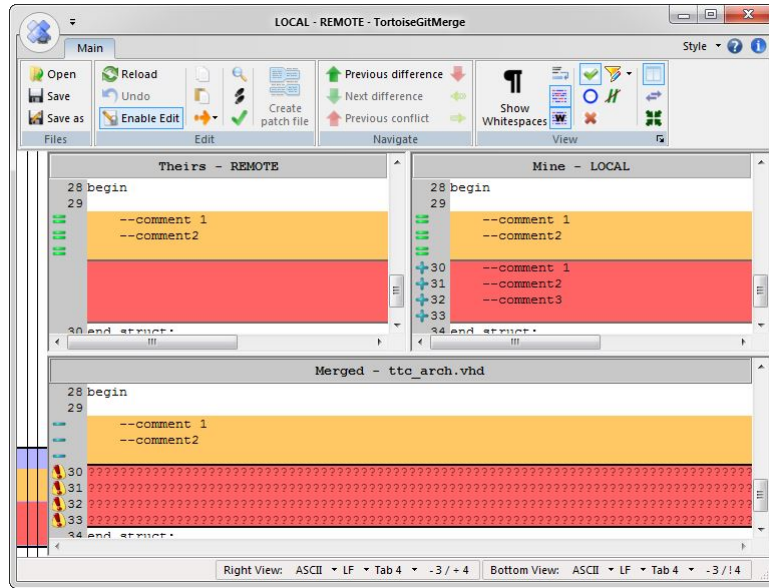 LOCAL - REMOTE - TortoiseGitMerge
Main
Style
Open
Save
Save as
Files
Reload
Undo
Enable Edit
Create
patch file
Edit
Previous difference
Next difference
Previous conflict
Navigate
Show
Whitespaces
View
Theirs - REMOTE
28 begin
29
--comment 1
--comment2
30 end struct;
Mine - LOCAL
28 begin
29
--comment 1
--comment2
30 --comment 1
31 --comment2
32 --comment3
33
34 end struct;
Merged - ttc_arch.vhd
28 begin
29
--comment 1
--comment2
30 ???????????????????????????????????????????????????????????????????????????????????
31 ???????????????????????????????????????????????????????????????????????????????????
32 ???????????????????????????????????????????????????????????????????????????????????
33 ???????????????????????????????????????????????????????????????????????????????????
34 end struct;
Right View: ASCII LF Tab 4 - 3 / + 4
Bottom View: ASCII LF Tab 4 - 3 / ! 4